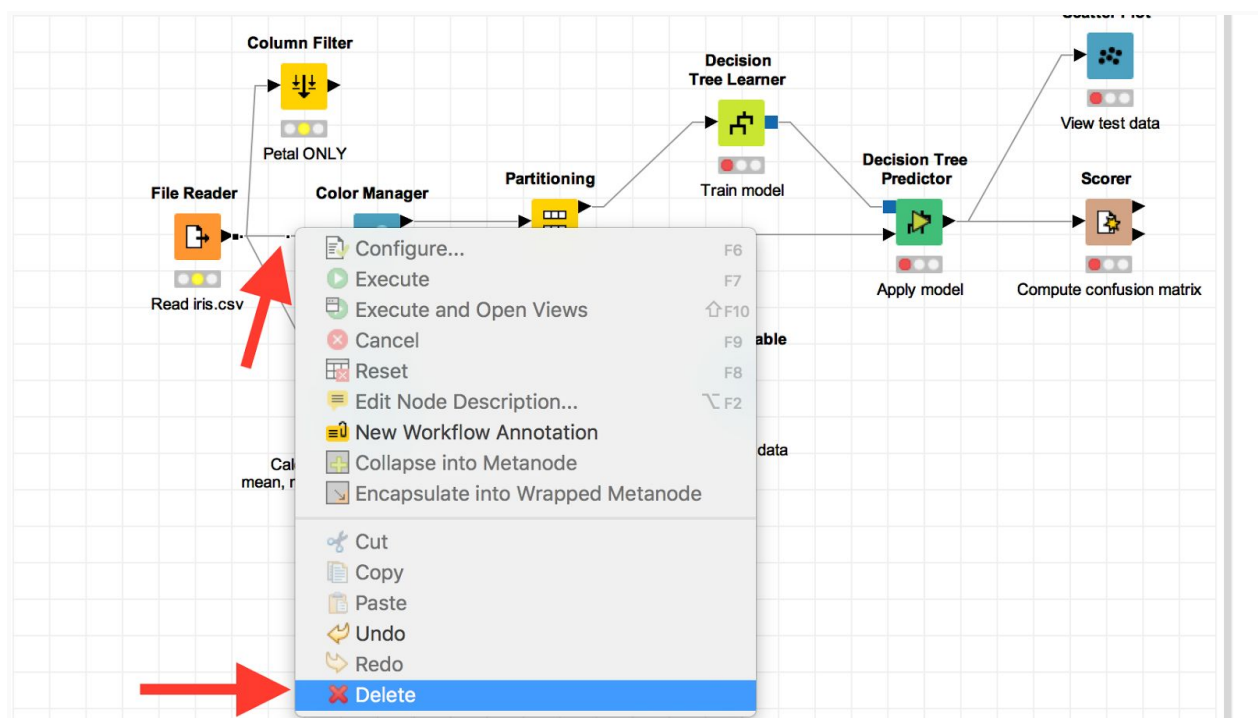 Column Filter
Petal ONLY
File Reader
Read iris.csv
Color Manager
Partitioning
Decision
Tree Learner
Train model
Decision Tree
Predictor
Apply model
View test data
Scorer
Compute confusion matrix
Configure... F6
Execute F7
Execute and Open Views ⇧F10
Cancel F9
able
Reset F8
Edit Node Description... ⌥F2
New Workflow Annotation
data
Collapse into Metanode
Cal
Encapsulate into Wrapped Metanode
mean, r
Cut
Copy
Paste
Undo
Redo
Delete